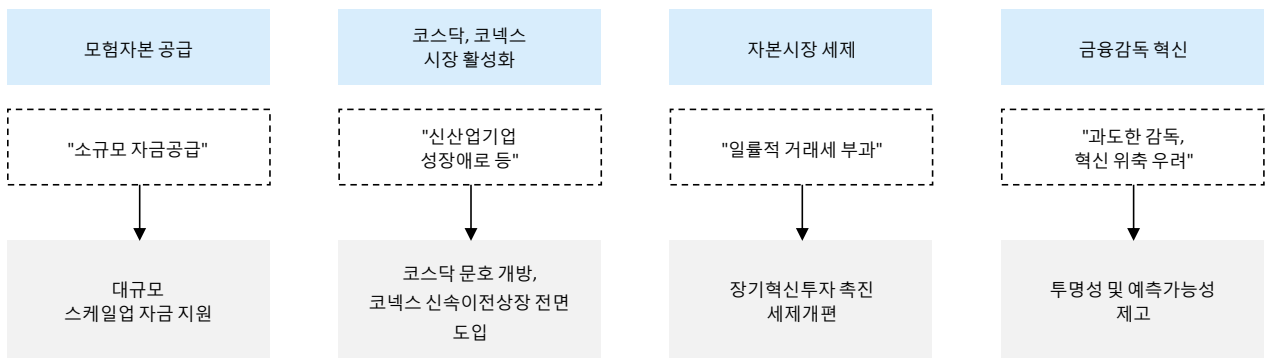 모험자본 공급
코스닥, 코넥스
시장 활성화
자본시장 세제
금융감독 혁신
"소규모 자금공급"
"신산업기업
성장애로 등"
"일률적 거래세 부과"
"과도한 감독,
혁신 위축 우려"
대규모
스케일업 자금 지원
코스닥 문호 개방,
코넥스 신속이전상장 전면
도입
장기혁신투자 촉진
세제개편
투명성 및 예측가능성
제고